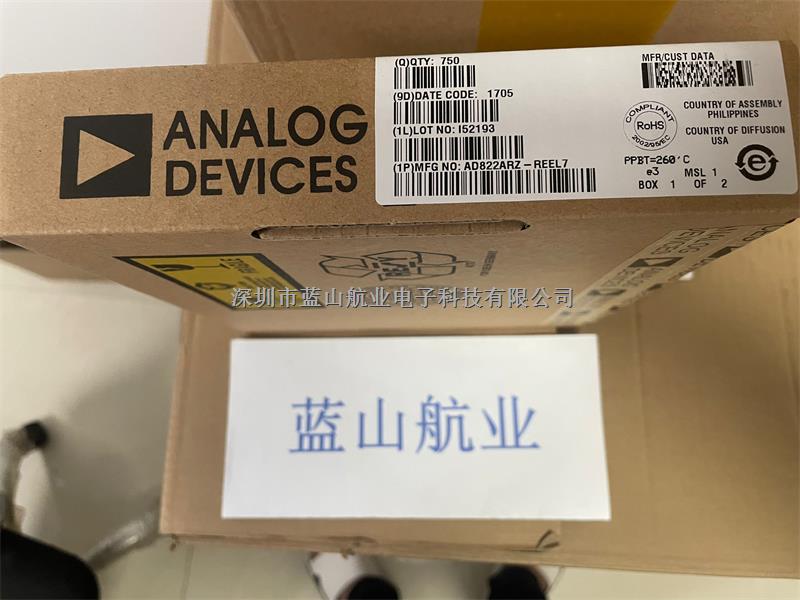 ANALOG
DEVICES
(Q)QTY: 750
(9D)DATE CODE: 1705
(1L)LOT NO: I52193
(1P)MFG NO: AD822ARZ-REEL7
MFR/CUST DATA
COMPLIANT
RoHS
2002/95/EC
COUNTRY OF ASSEMBLY
PHILIPPINES
COUNTRY OF DIFFUSION
USA
PPBT=260'C
e3 MSL 1
BOX 1 OF 2
e
ANALOG
深圳市蓝山航业电子科技有限公司
蓝山航业